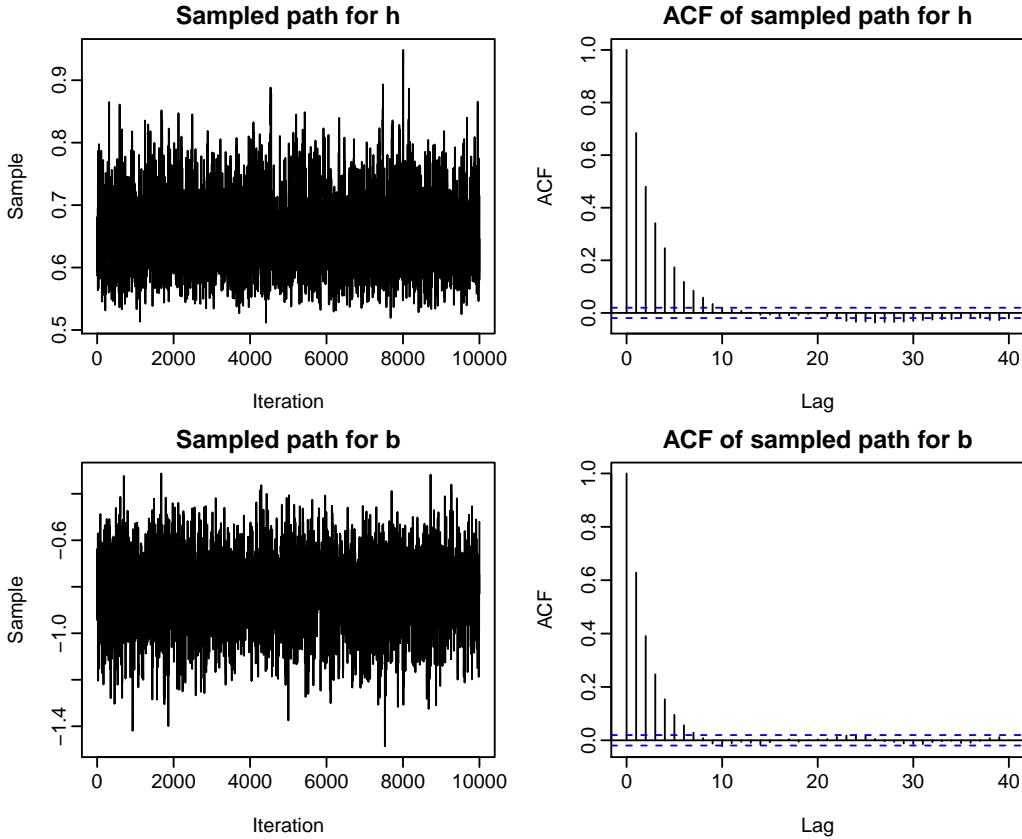 Sampled path for h
Sample
0.5 0.6 0.7 0.8 0.9
0 2000 4000 6000 8000 10000
Iteration
ACF of sampled path for h
ACF
0.0 0.2 0.4 0.6 0.8 1.0
0 10 20 30 40
Lag
Sampled path for b
Sample
−1.4 −1.0 −0.6
0 2000 4000 6000 8000 10000
Iteration
ACF of sampled path for b
ACF
0.0 0.2 0.4 0.6 0.8 1.0
0 10 20 30 40
Lag